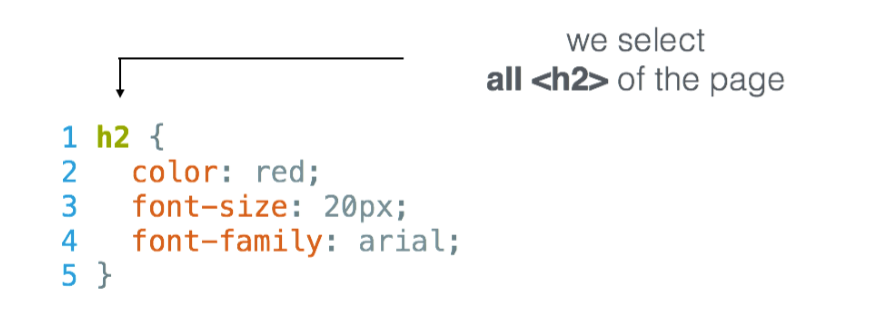 we select
all <h2> of the page
1 h2 {
2 color: red;
3 font-size: 20px;
4 font-family: arial;
5 }